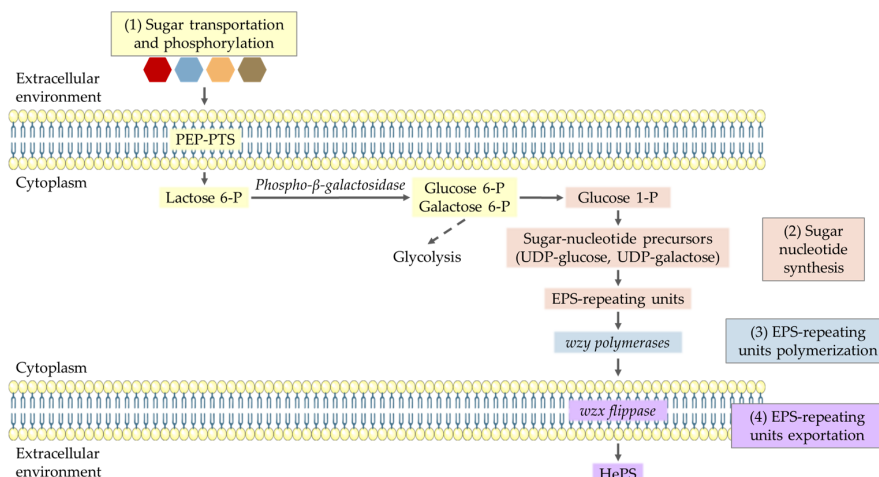 (1) Sugar transportation
and phosphorylation
Extracellular
environment
PEP-PTS
Cytoplasm
Lactose 6-P
Phospho-β-galactosidase
Glucose 6-P
Galactose 6-P
Glucose 1-P
Glycolysis
Sugar-nucleotide precursors
(UDP-glucose, UDP-galactose)
(2) Sugar
nucleotide
synthesis
EPS-repeating units
wzy polymerases
(3) EPS-repeating
units polymerization
Cytoplasm
wzx flippase
(4) EPS-repeating
units exportation
Extracellular
environment
HePS